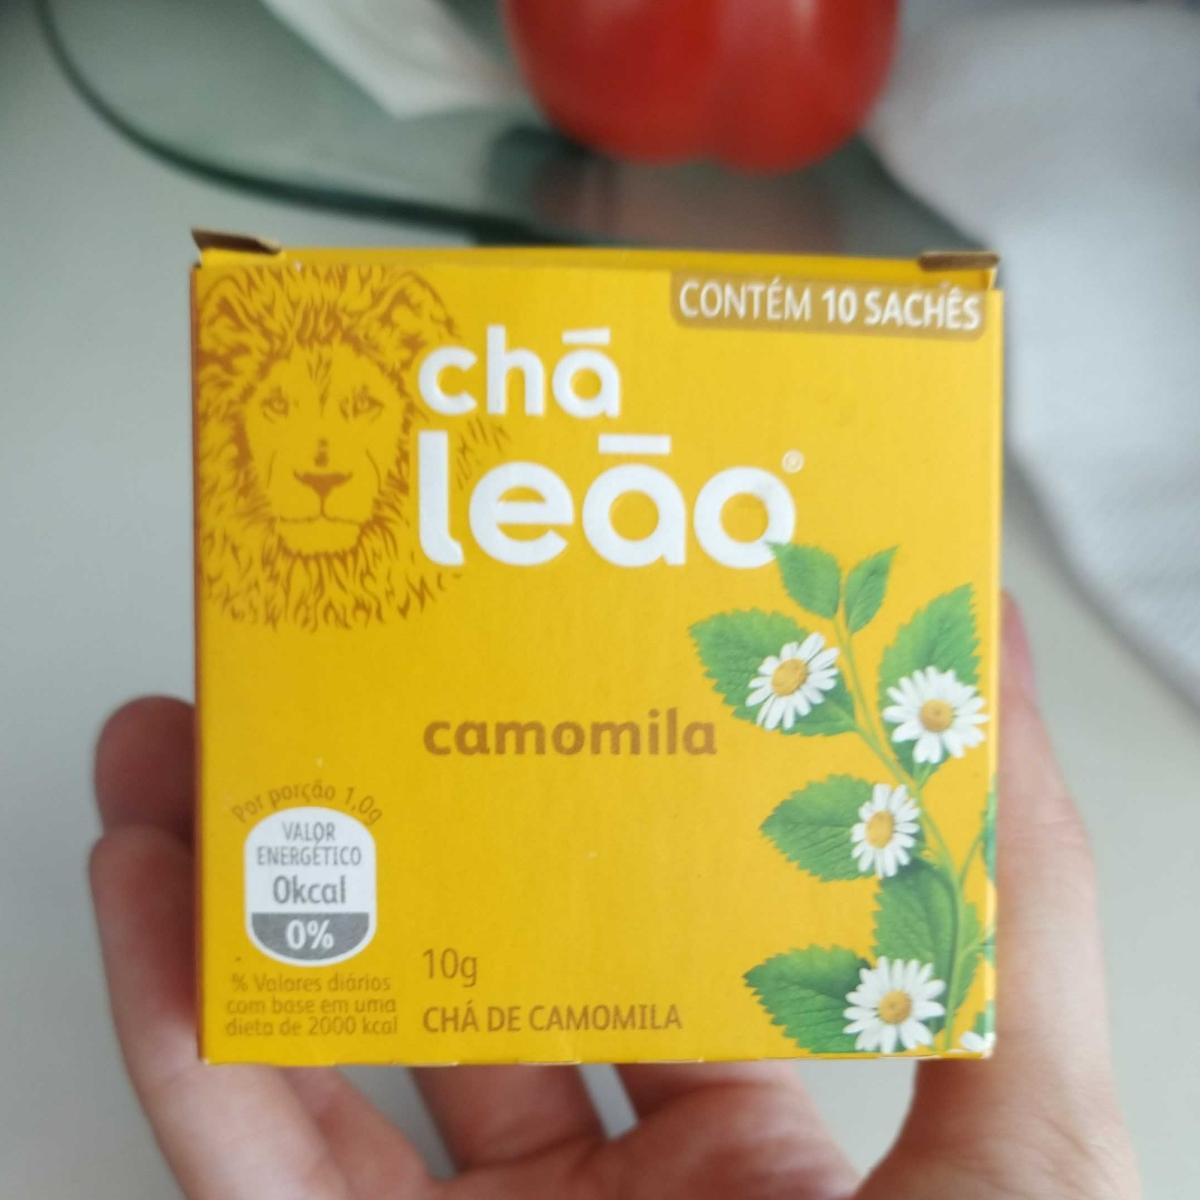 CONTÉM 10 SACHÊS
chá
leão®
camomila
Por porção 1,0g
VALOR
ENERGÉTICO
0kcal
0%
% Valores diários
com base em uma
dieta de 2000 kcal
10g
CHÁ DE CAMOMILA